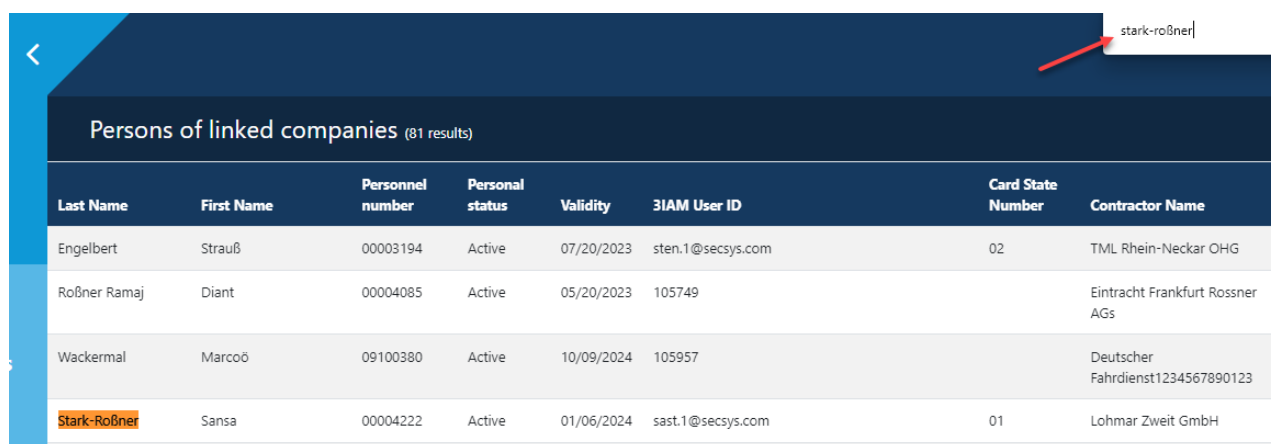 stark-roßner
Persons of linked companies (81 results)
Last Name First Name Personnel number Personal status Validity 3IAM User ID Card State Number Contractor Name
Engelbert Strauß 00003194 Active 07/20/2023 sten.1@secsys.com 02 TML Rhein-Neckar OHG
Roßner Ramaj Diant 00004085 Active 05/20/2023 105749 Eintracht Frankfurt Rossner AGs
Wackermal Marcoö 09100380 Active 10/09/2024 105957 Deutscher Fahrdienst1234567890123
Stark-Roßner Sansa 00004222 Active 01/06/2024 sast.1@secsys.com 01 Lohmar Zweit GmbH